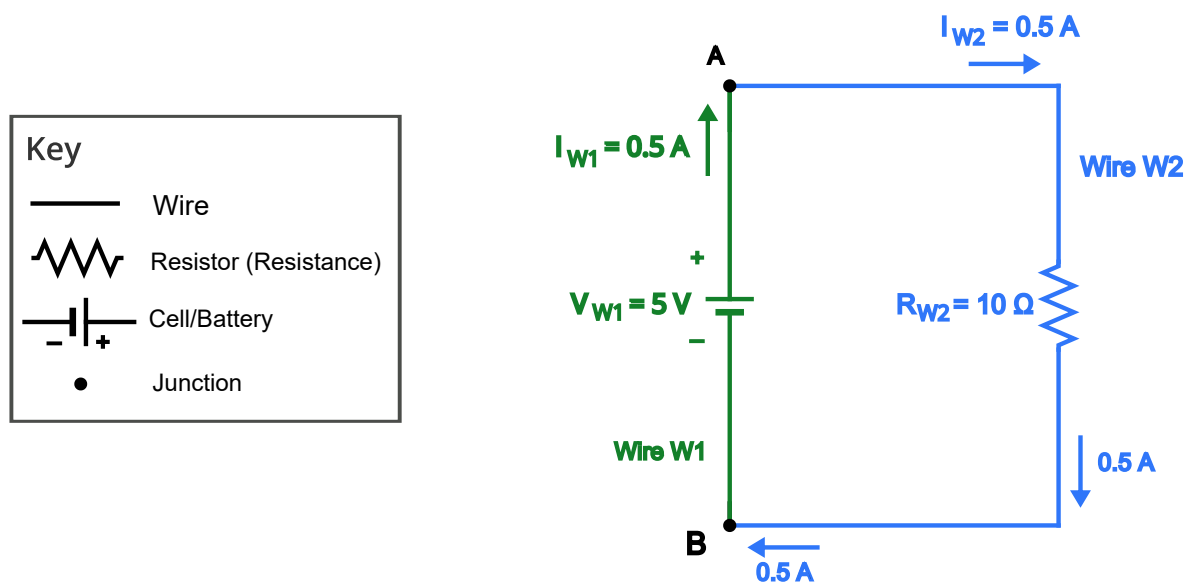 Key
Wire
Resistor (Resistance)
Cell/Battery
− +
Junction
I W2 = 0.5 A
A
I W1 = 0.5 A
Wire W2
+
V W1 = 5 V
R W2 = 10 Ω
−
Wire W1
0.5 A
B
0.5 A